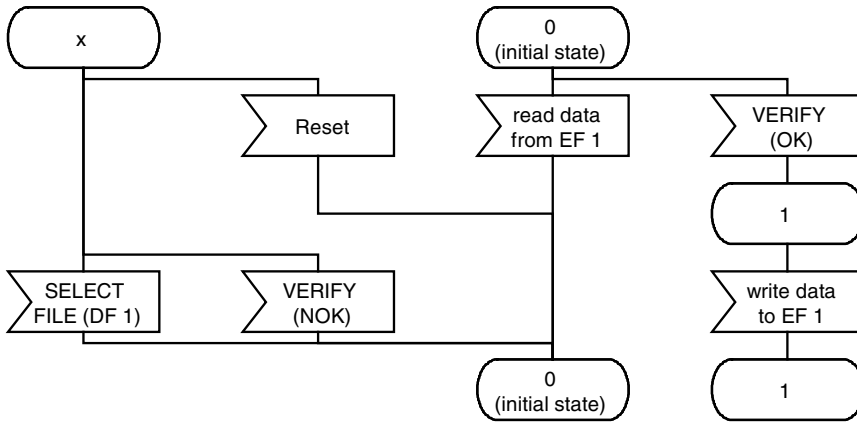 x
0
(initial state)
Reset
read data
from EF 1
VERIFY
(OK)
1
SELECT
FILE (DF 1)
VERIFY
(NOK)
write data
to EF 1
0
(initial state)
1